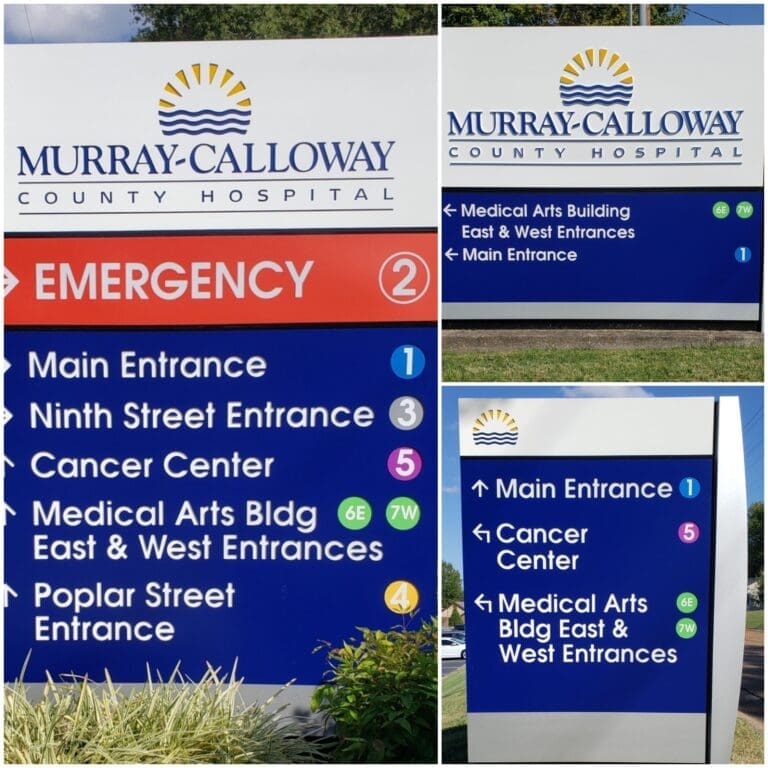 MURRAY-CALLOWAY
COUNTY HOSPITAL
→ EMERGENCY 2
→ Main Entrance 1
→ Ninth Street Entrance 3
↑ Cancer Center 5
↑ Medical Arts Bldg 6E 7W
East & West Entrances
↑ Poplar Street 4
Entrance
MURRAY-CALLOWAY
COUNTY HOSPITAL
← Medical Arts Building 6E 7W
East & West Entrances
← Main Entrance 1
↑ Main Entrance 1
↰ Cancer 5
Center
↰ Medical Arts 6E
Bldg East & 7W
West Entrances